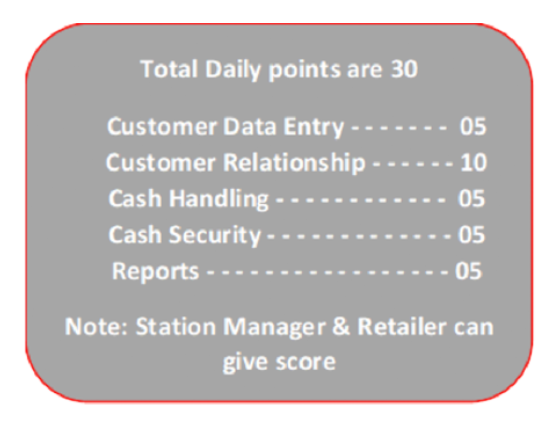 Total Daily points are 30
Customer Data Entry - - - - - - - 05
Customer Relationship - - - - - - 10
Cash Handling - - - - - - - - - - - - 05
Cash Security - - - - - - - - - - - - - 05
Reports - - - - - - - - - - - - - - - - - 05
Note: Station Manager & Retailer can
give score